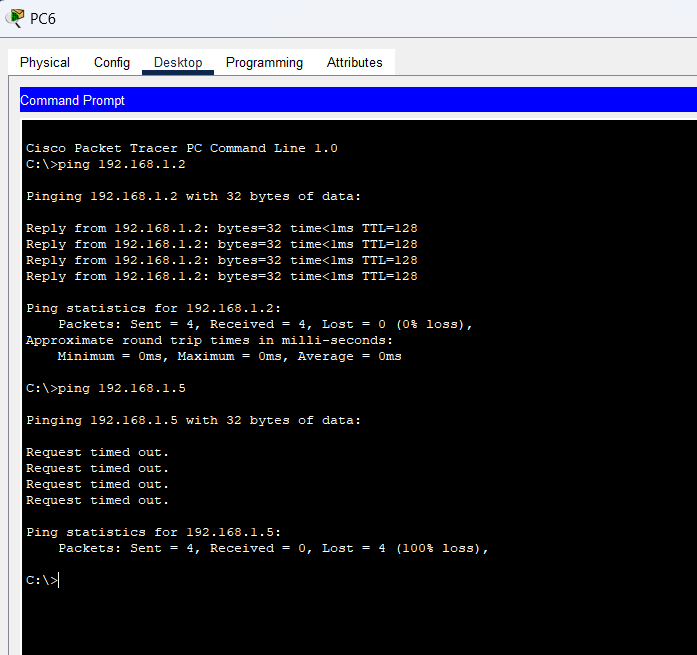 PC6
Physical Config Desktop Programming Attributes
Command Prompt
Cisco Packet Tracer PC Command Line 1.0
C:\>ping 192.168.1.2
Pinging 192.168.1.2 with 32 bytes of data:
Reply from 192.168.1.2: bytes=32 time<1ms TTL=128
Reply from 192.168.1.2: bytes=32 time<1ms TTL=128
Reply from 192.168.1.2: bytes=32 time<1ms TTL=128
Reply from 192.168.1.2: bytes=32 time<1ms TTL=128
Ping statistics for 192.168.1.2:
Packets: Sent = 4, Received = 4, Lost = 0 (0% loss),
Approximate round trip times in milli-seconds:
Minimum = 0ms, Maximum = 0ms, Average = 0ms
C:\>ping 192.168.1.5
Pinging 192.168.1.5 with 32 bytes of data:
Request timed out.
Request timed out.
Request timed out.
Request timed out.
Ping statistics for 192.168.1.5:
Packets: Sent = 4, Received = 0, Lost = 4 (100% loss),
C:\>